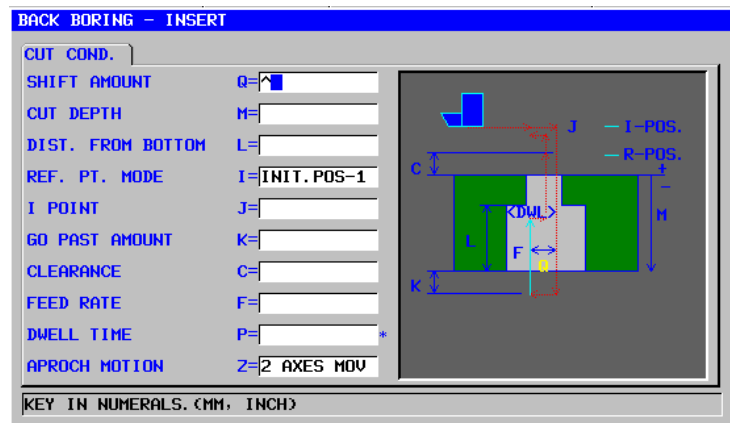 BACK BORING - INSERT
CUT COND.
SHIFT AMOUNT Q=^
CUT DEPTH M=
DIST. FROM BOTTOM L=
REF. PT. MODE I=INIT.POS-1
I POINT J=
GO PAST AMOUNT K=
CLEARANCE C=
FEED RATE F=
DWELL TIME P= *
APROCH MOTION Z=2 AXES MOV
J I-POS.
R-POS.
C + -
<DWL> M
L F
Q
K
KEY IN NUMERALS.(MM, INCH)